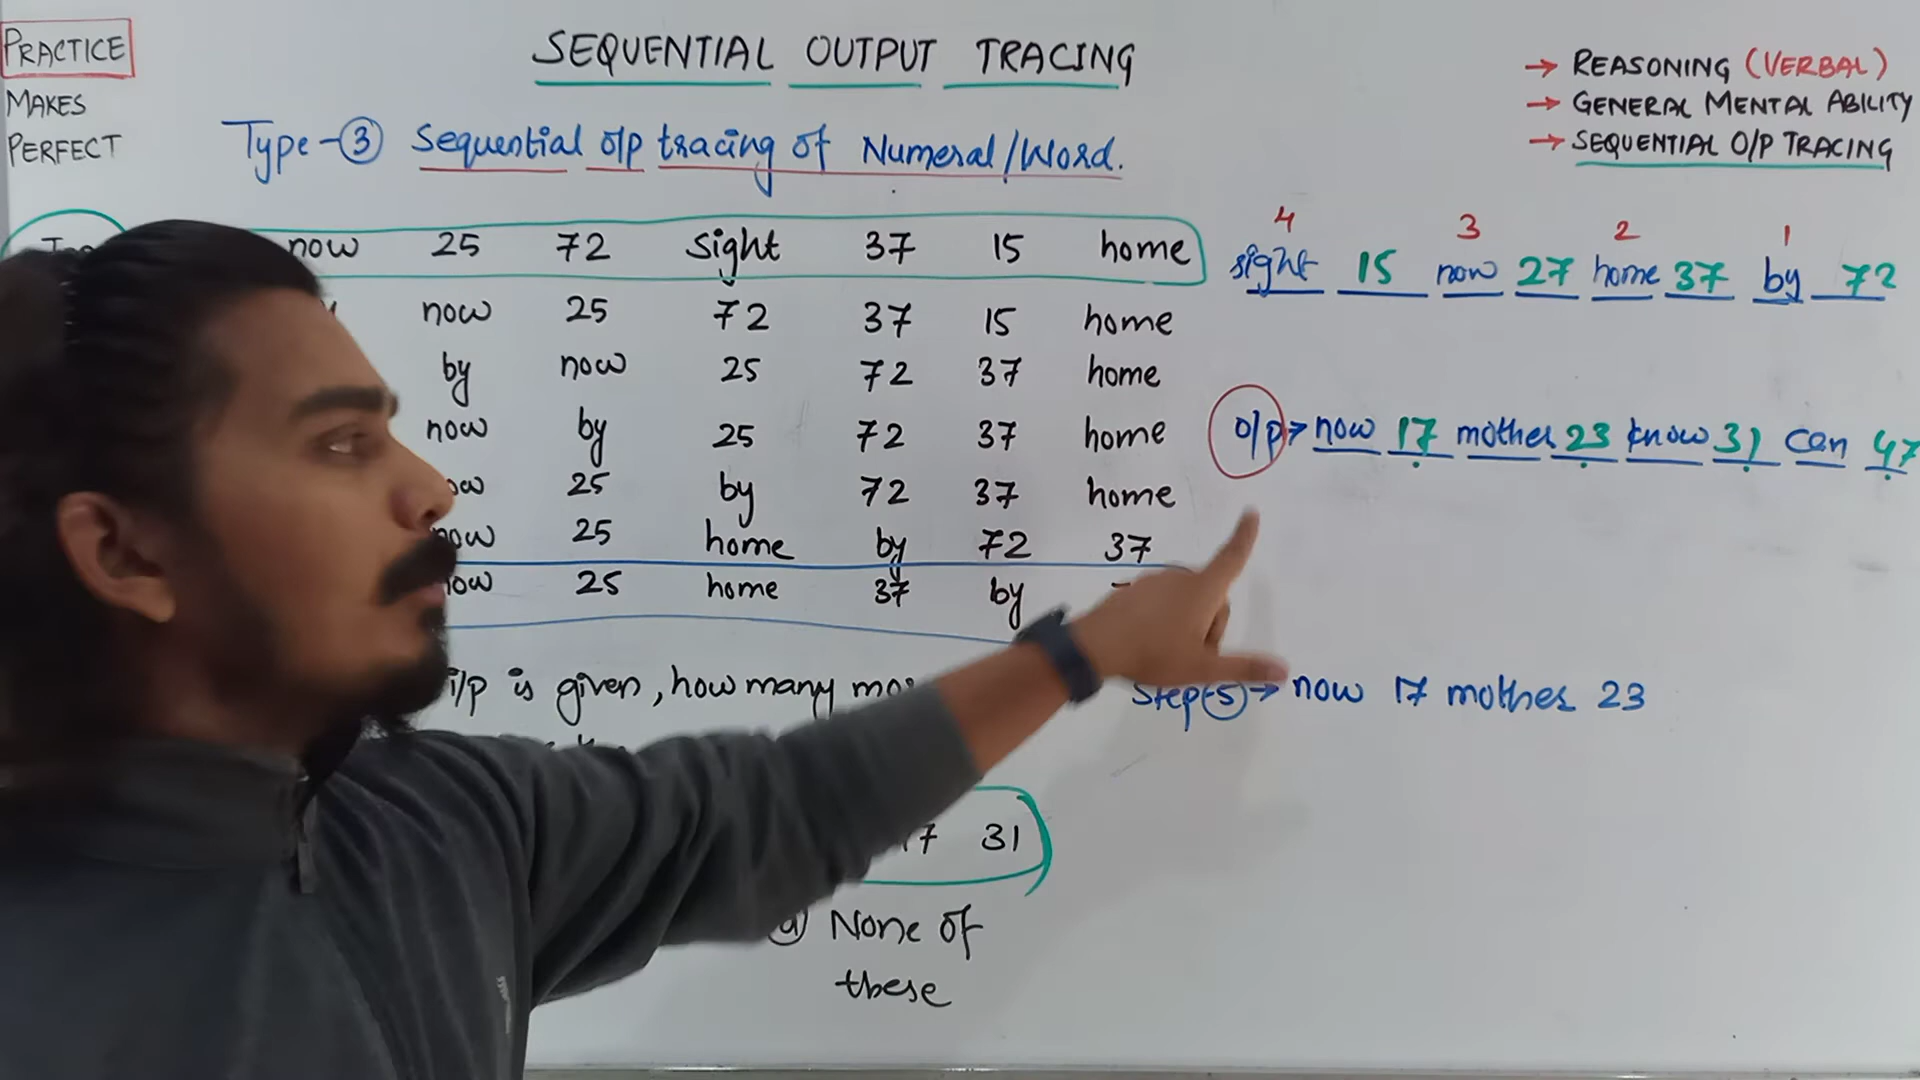 PRACTICE
MAKES
PERFECT
SEQUENTIAL OUTPUT TRACING
Type-③ Sequential o/p tracing of Numeral/Word.
→ REASONING (VERBAL)
→ GENERAL MENTAL ABILITY
→ SEQUENTIAL O/P TRACING
now 25 72 sight 37 15 home
now 25 72 37 15 home
by now 25 72 37 home
now by 25 72 37 home
25 by 72 37 home
now 25 home by 72 37
now 25 home 37 by
i/p is given, how many
31
d None of
these
4 3 2 1
sight 15 now 27 home 37 by 72
o/p→ now 17 mother 23 know 31 can 47
Step ⑤→ now 17 mother 23